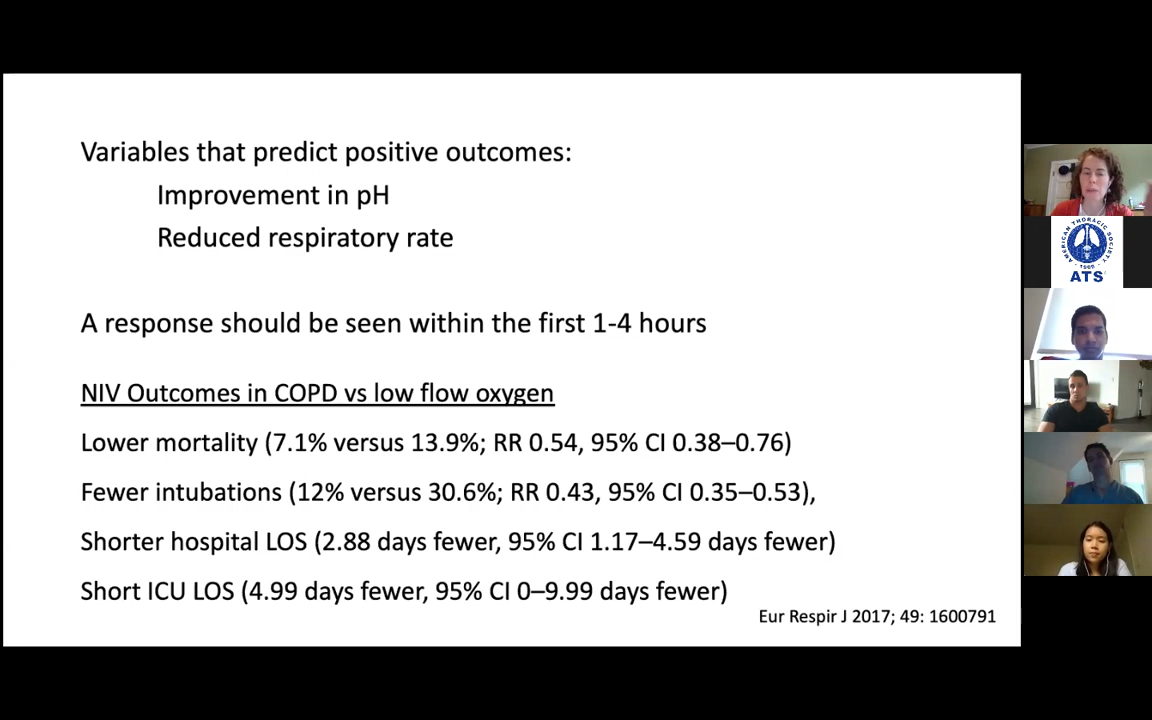 Variables that predict positive outcomes:
Improvement in pH
Reduced respiratory rate
A response should be seen within the first 1-4 hours
NIV Outcomes in COPD vs low flow oxygen
Lower mortality (7.1% versus 13.9%; RR 0.54, 95% CI 0.38–0.76)
Fewer intubations (12% versus 30.6%; RR 0.43, 95% CI 0.35–0.53),
Shorter hospital LOS (2.88 days fewer, 95% CI 1.17–4.59 days fewer)
Short ICU LOS (4.99 days fewer, 95% CI 0–9.99 days fewer)
Eur Respir J 2017; 49: 1600791
AMERICAN THORACIC SOCIETY
1905
ATS